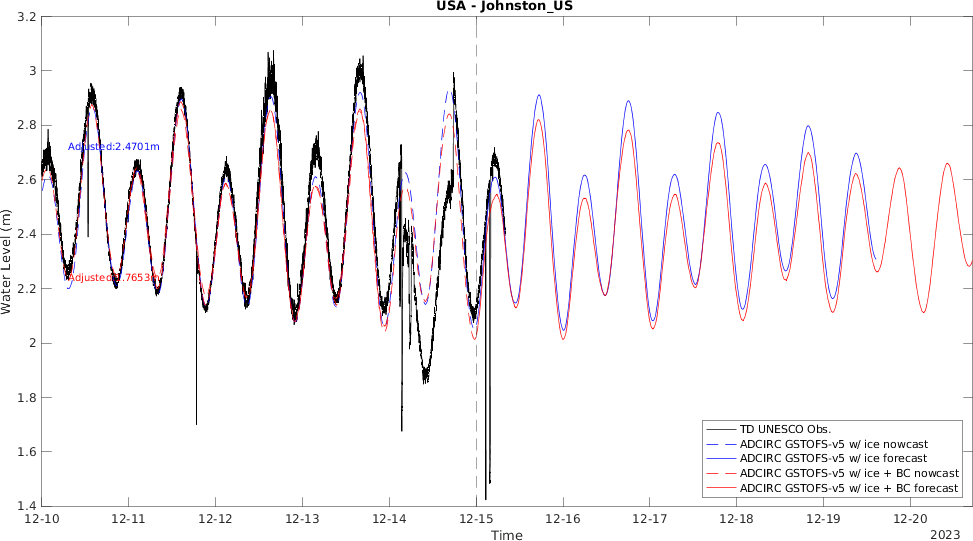 USA - Johnston_US
3.2
3
2.8
2.6
2.4
2.2
2
1.8
1.6
1.4
Water Level (m)
Adjusted:2.4701m
TD UNESCO Obs.
ADCIRC GSTOFS-v5 w/ ice nowcast
ADCIRC GSTOFS-v5 w/ ice forecast
ADCIRC GSTOFS-v5 w/ ice + BC nowcast
ADCIRC GSTOFS-v5 w/ ice + BC forecast
12-10 12-11 12-12 12-13 12-14 12-15 12-16 12-17 12-18 12-19 12-20
Time
2023